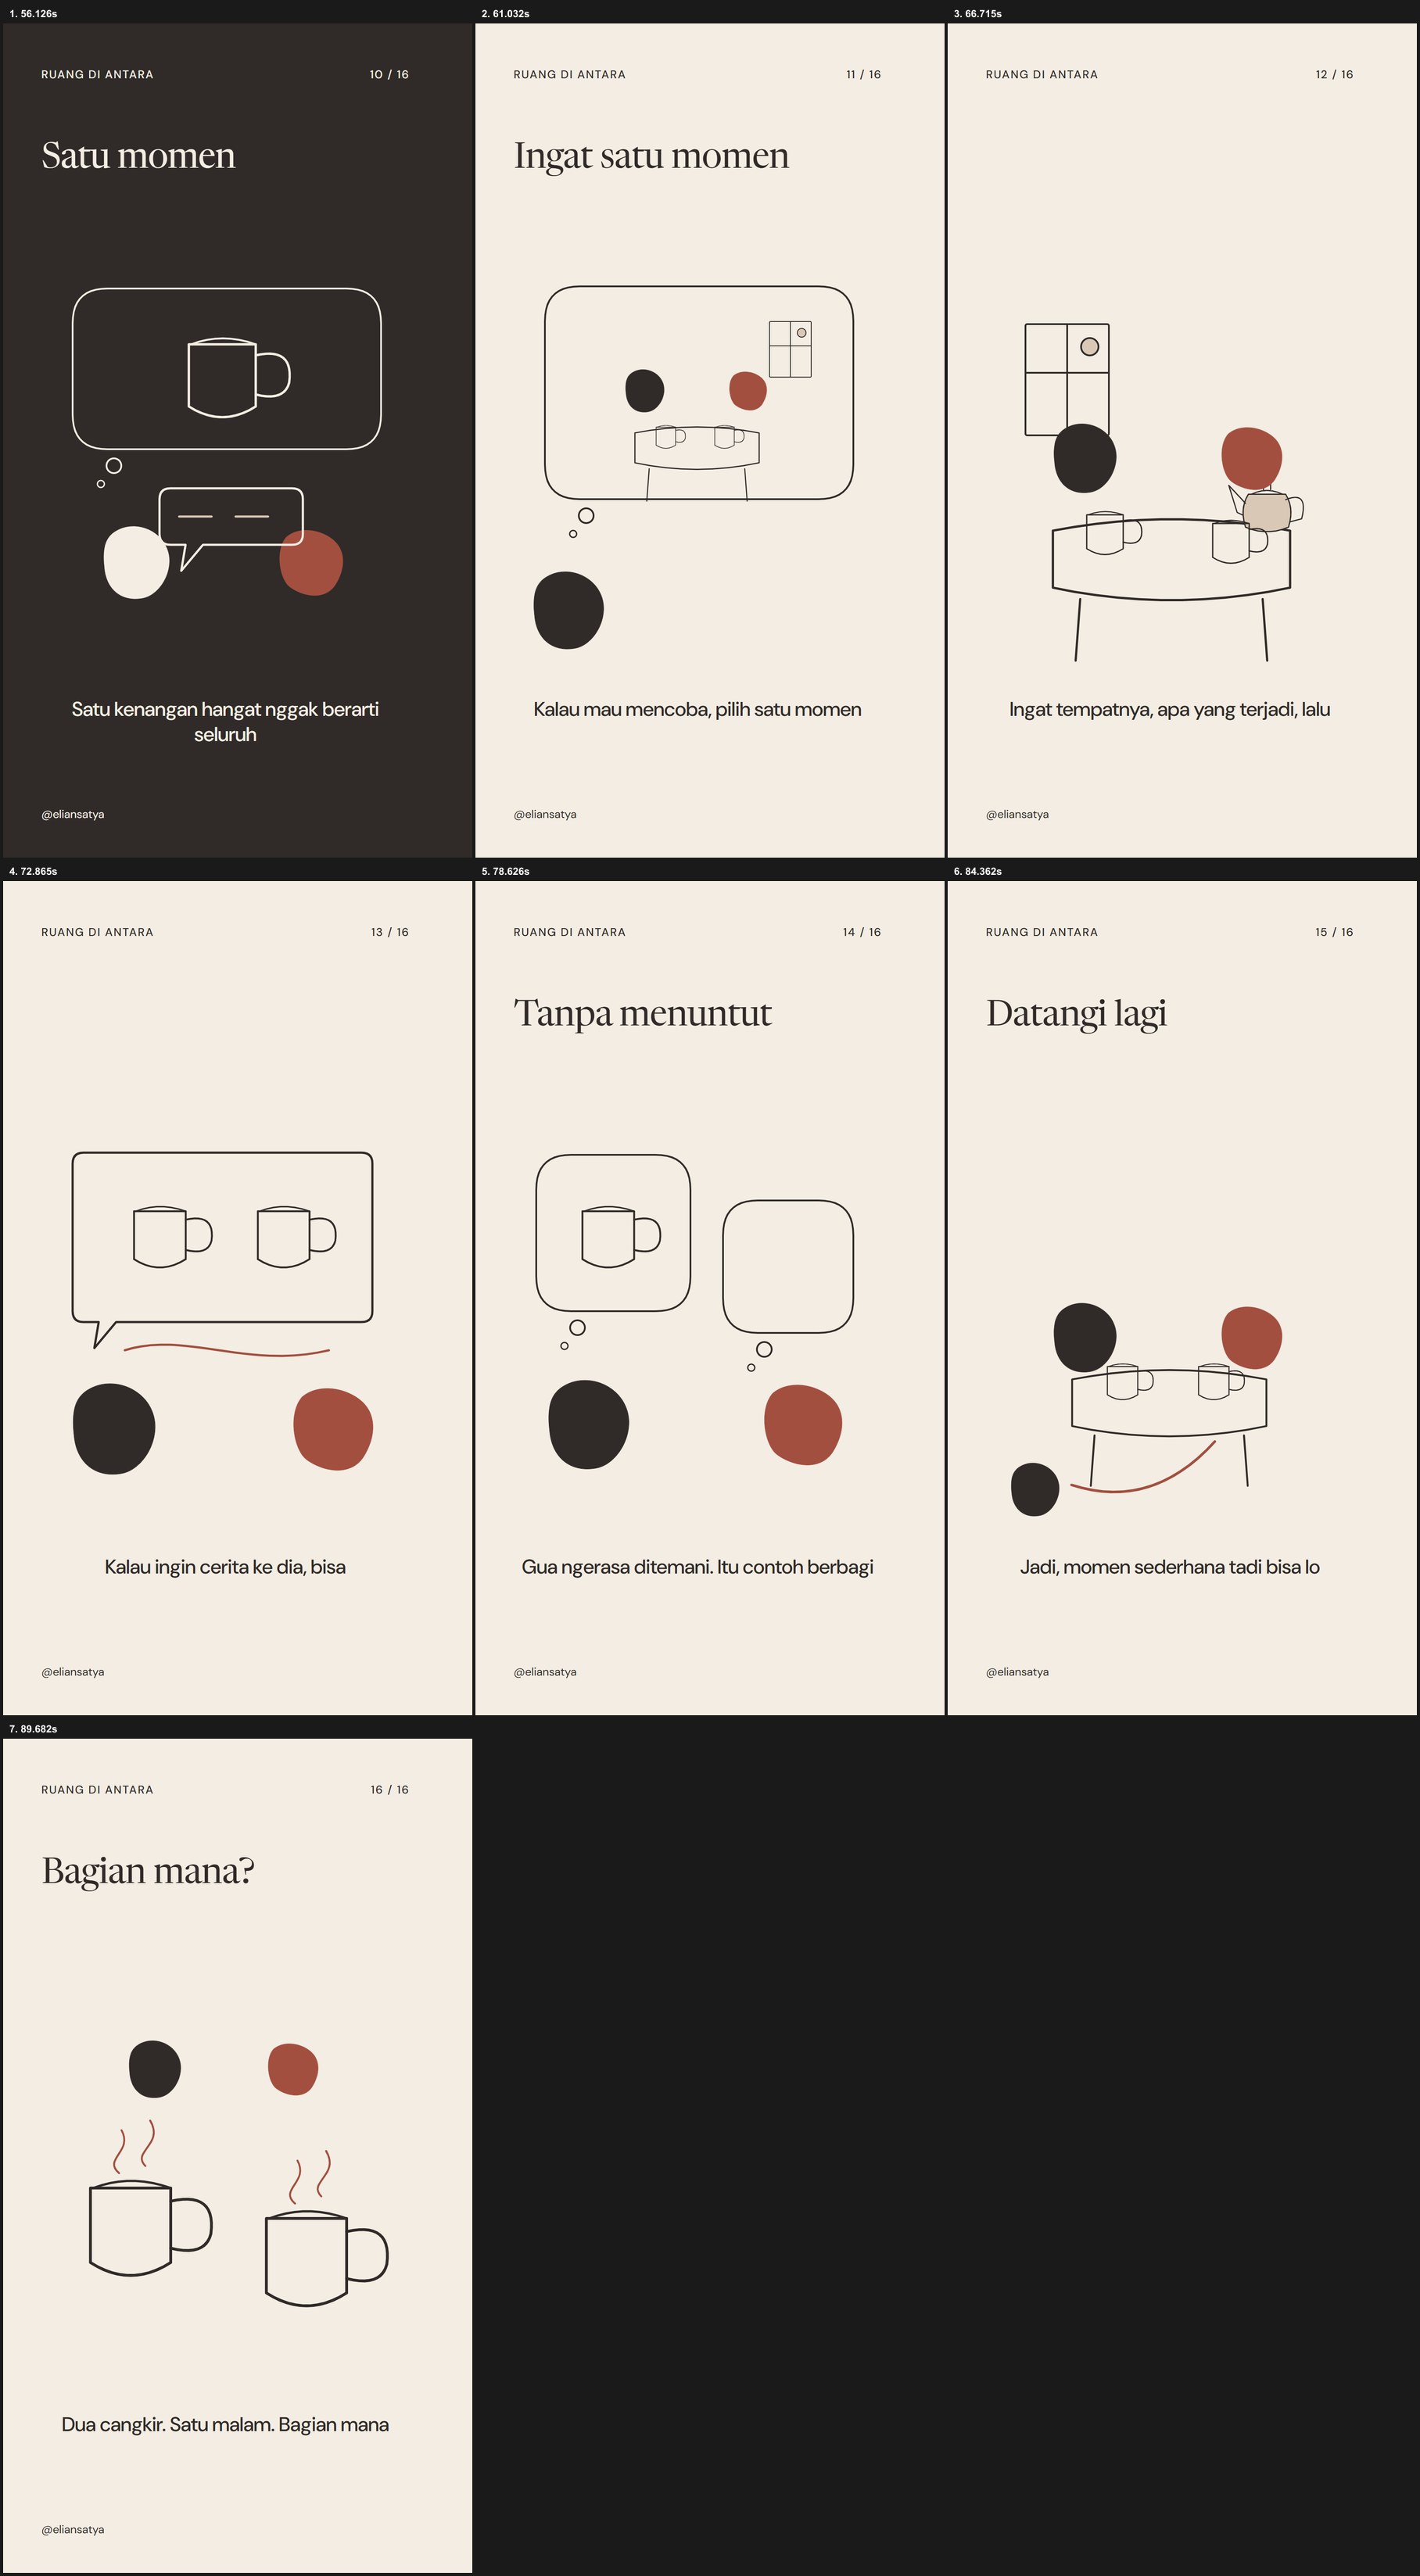 1. 56.126s
RUANG DI ANTARA
10 / 16
Satu momen
Satu kenangan hangat nggak berarti
seluruh
@eliansatya
2. 61.032s
RUANG DI ANTARA
11 / 16
Ingat satu momen
Kalau mau mencoba, pilih satu momen
@eliansatya
3. 66.715s
RUANG DI ANTARA
12 / 16
Ingat tempatnya, apa yang terjadi, lalu
@eliansatya
4. 72.865s
RUANG DI ANTARA
13 / 16
Kalau ingin cerita ke dia, bisa
@eliansatya
5. 78.626s
RUANG DI ANTARA
14 / 16
Tanpa menuntut
Gua ngerasa ditemani. Itu contoh berbagi
@eliansatya
6. 84.362s
RUANG DI ANTARA
15 / 16
Datangi lagi
Jadi, momen sederhana tadi bisa lo
@eliansatya
7. 89.682s
RUANG DI ANTARA
16 / 16
Bagian mana?
Dua cangkir. Satu malam. Bagian mana
@eliansatya